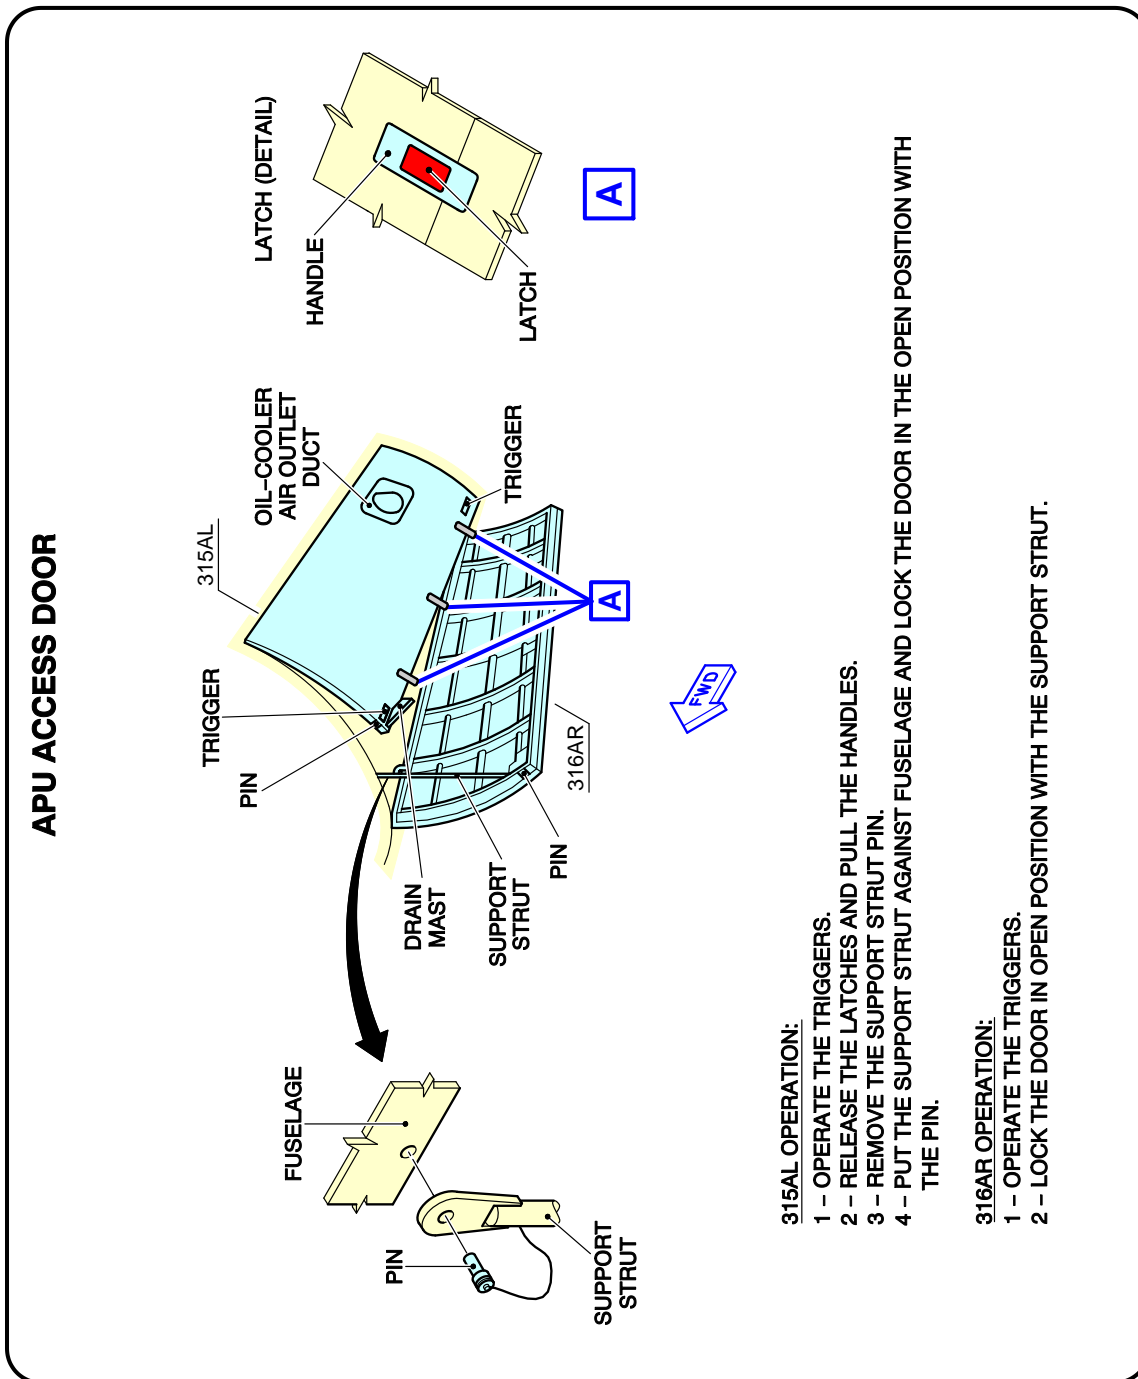 APU ACCESS DOOR
FUSELAGE
PIN
SUPPORT
STRUT
TRIGGER
PIN
315AL
OIL–COOLER
AIR OUTLET
DUCT
TRIGGER
DRAIN
MAST
SUPPORT
STRUT
PIN
316AR
A
FWD
LATCH (DETAIL)
HANDLE
LATCH
A
315AL OPERATION:
1 – OPERATE THE TRIGGERS.
2 – RELEASE THE LATCHES AND PULL THE HANDLES.
3 – REMOVE THE SUPPORT STRUT PIN.
4 – PUT THE SUPPORT STRUT AGAINST FUSELAGE AND LOCK THE DOOR IN THE OPEN POSITION WITH
THE PIN.
316AR OPERATION:
1 – OPERATE THE TRIGGERS.
2 – LOCK THE DOOR IN OPEN POSITION WITH THE SUPPORT STRUT.